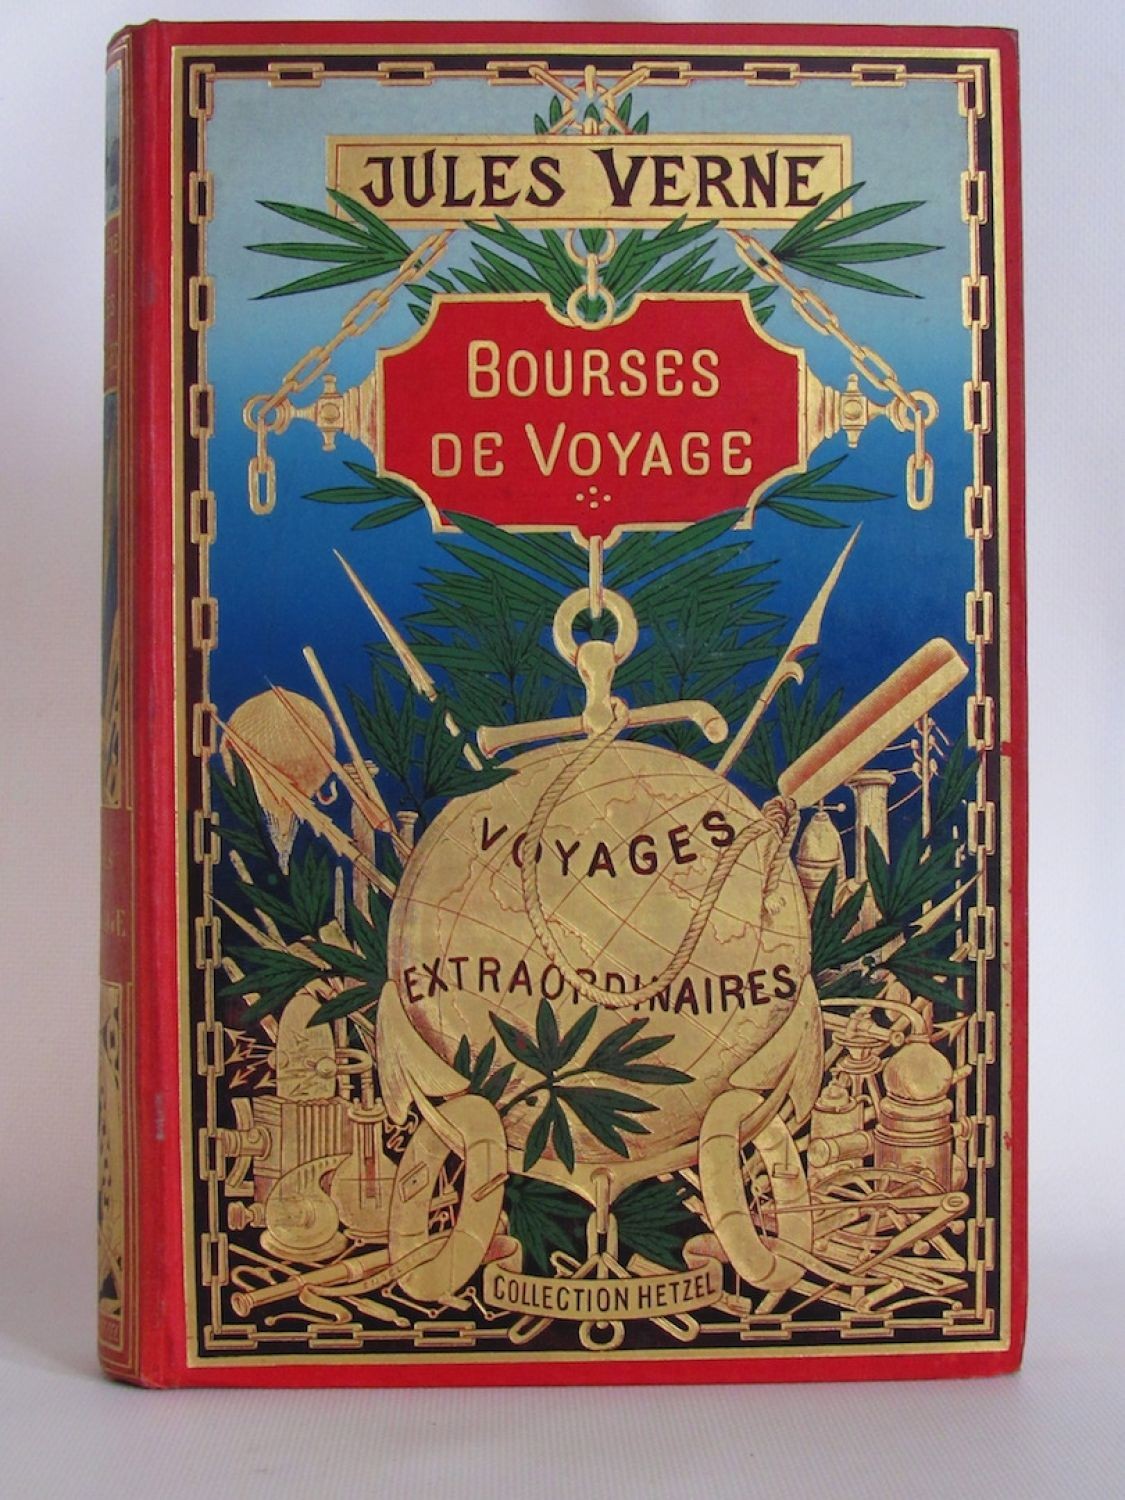 JULES VERNE
BOURSES
DE VOYAGE
VOYAGES
EXTRAORDINAIRES
COLLECTION HETZEL